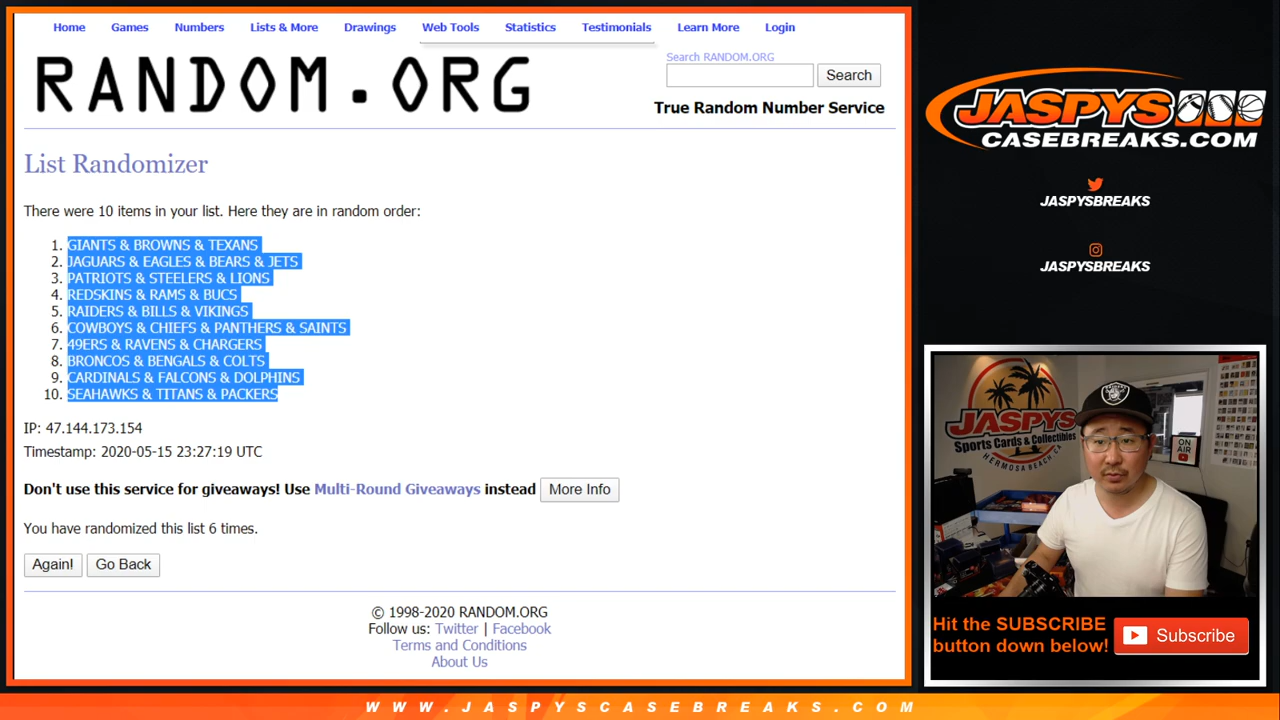 Home Games Numbers Lists & More Drawings Web Tools Statistics Testimonials Learn More Login
RANDOM.ORG
Search RANDOM.ORG
Search
True Random Number Service
List Randomizer
There were 10 items in your list. Here they are in random order:
1. GIANTS & BROWNS & TEXANS
2. JAGUARS & EAGLES & BEARS & JETS
3. PATRIOTS & STEELERS & LIONS
4. REDSKINS & RAMS & BUCS
5. RAIDERS & BILLS & VIKINGS
6. COWBOYS & CHIEFS & PANTHERS & SAINTS
7. 49ERS & RAVENS & CHARGERS
8. BRONCOS & BENGALS & COLTS
9. CARDINALS & FALCONS & DOLPHINS
10. SEAHAWKS & TITANS & PACKERS
IP: 47.144.173.154
Timestamp: 2020-05-15 23:27:19 UTC
Don't use this service for giveaways! Use Multi-Round Giveaways instead More Info
You have randomized this list 6 times.
Again! Go Back
© 1998-2020 RANDOM.ORG
Follow us: Twitter | Facebook
Terms and Conditions
About Us
JASPYS
CASEBREAKS.COM
JASPYSBREAKS
JASPYSBREAKS
JASPYS
Sports Cards & Collectibles
HERMOSA BEACH, CA
ON
AIR
RAIDERS
Hit the SUBSCRIBE
button down below!
Subscribe
WWW.JASPYSCASEBREAKS.COM